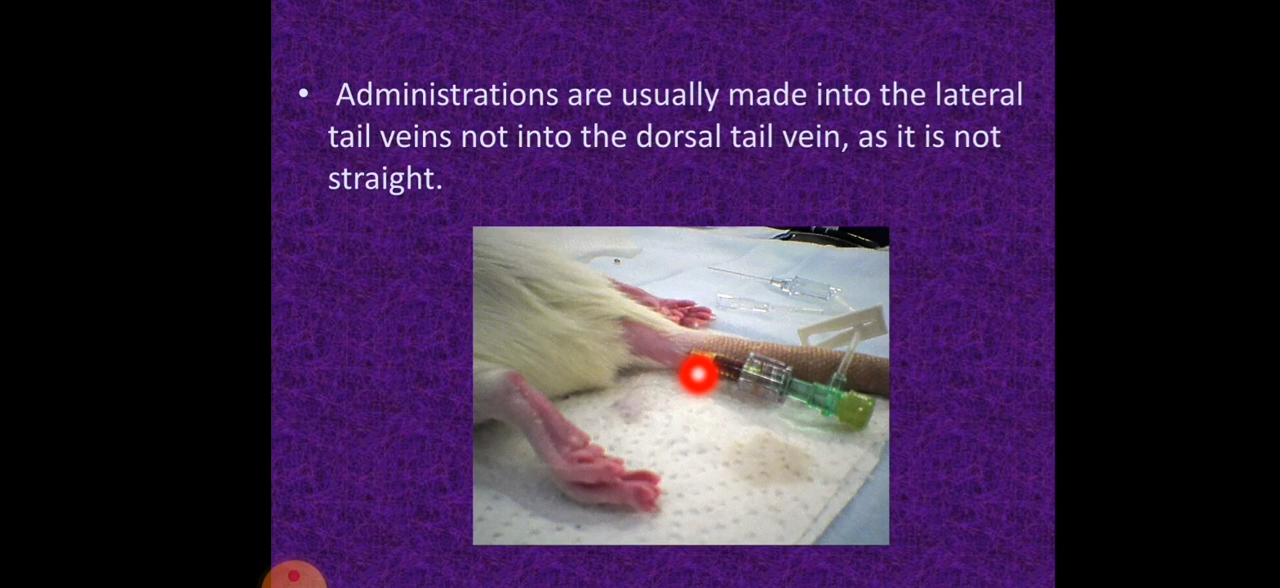 • Administrations are usually made into the lateral
tail veins not into the dorsal tail vein, as it is not
straight.